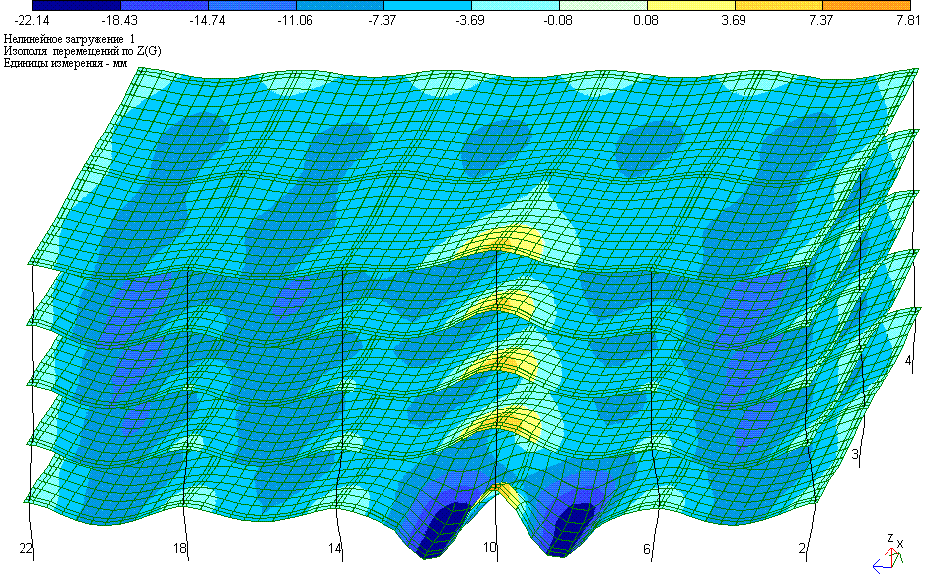 -22.14 -18.43 -14.74 -11.06 -7.37 -3.69 -0.08 0.08 3.69 7.37 7.81
Нелинейное загружение 1
Изополя перемещений по Z(G)
Единицы измерения - мм
4
3
22 18 14 10 6 2
Z X